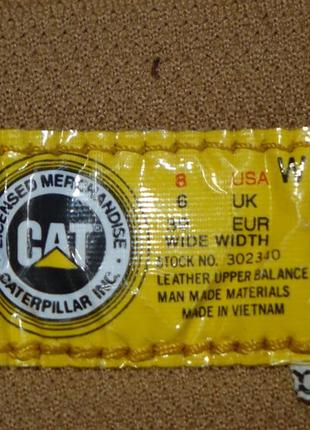 LICENSED MERCHANDISE
CAT
CATERPILLAR INC.
8 USA W
6 UK
EUR
WIDE WIDTH
STOCK NO. 302340
LEATHER UPPER BALANCE
MAN MADE MATERIALS
MADE IN VIETNAM